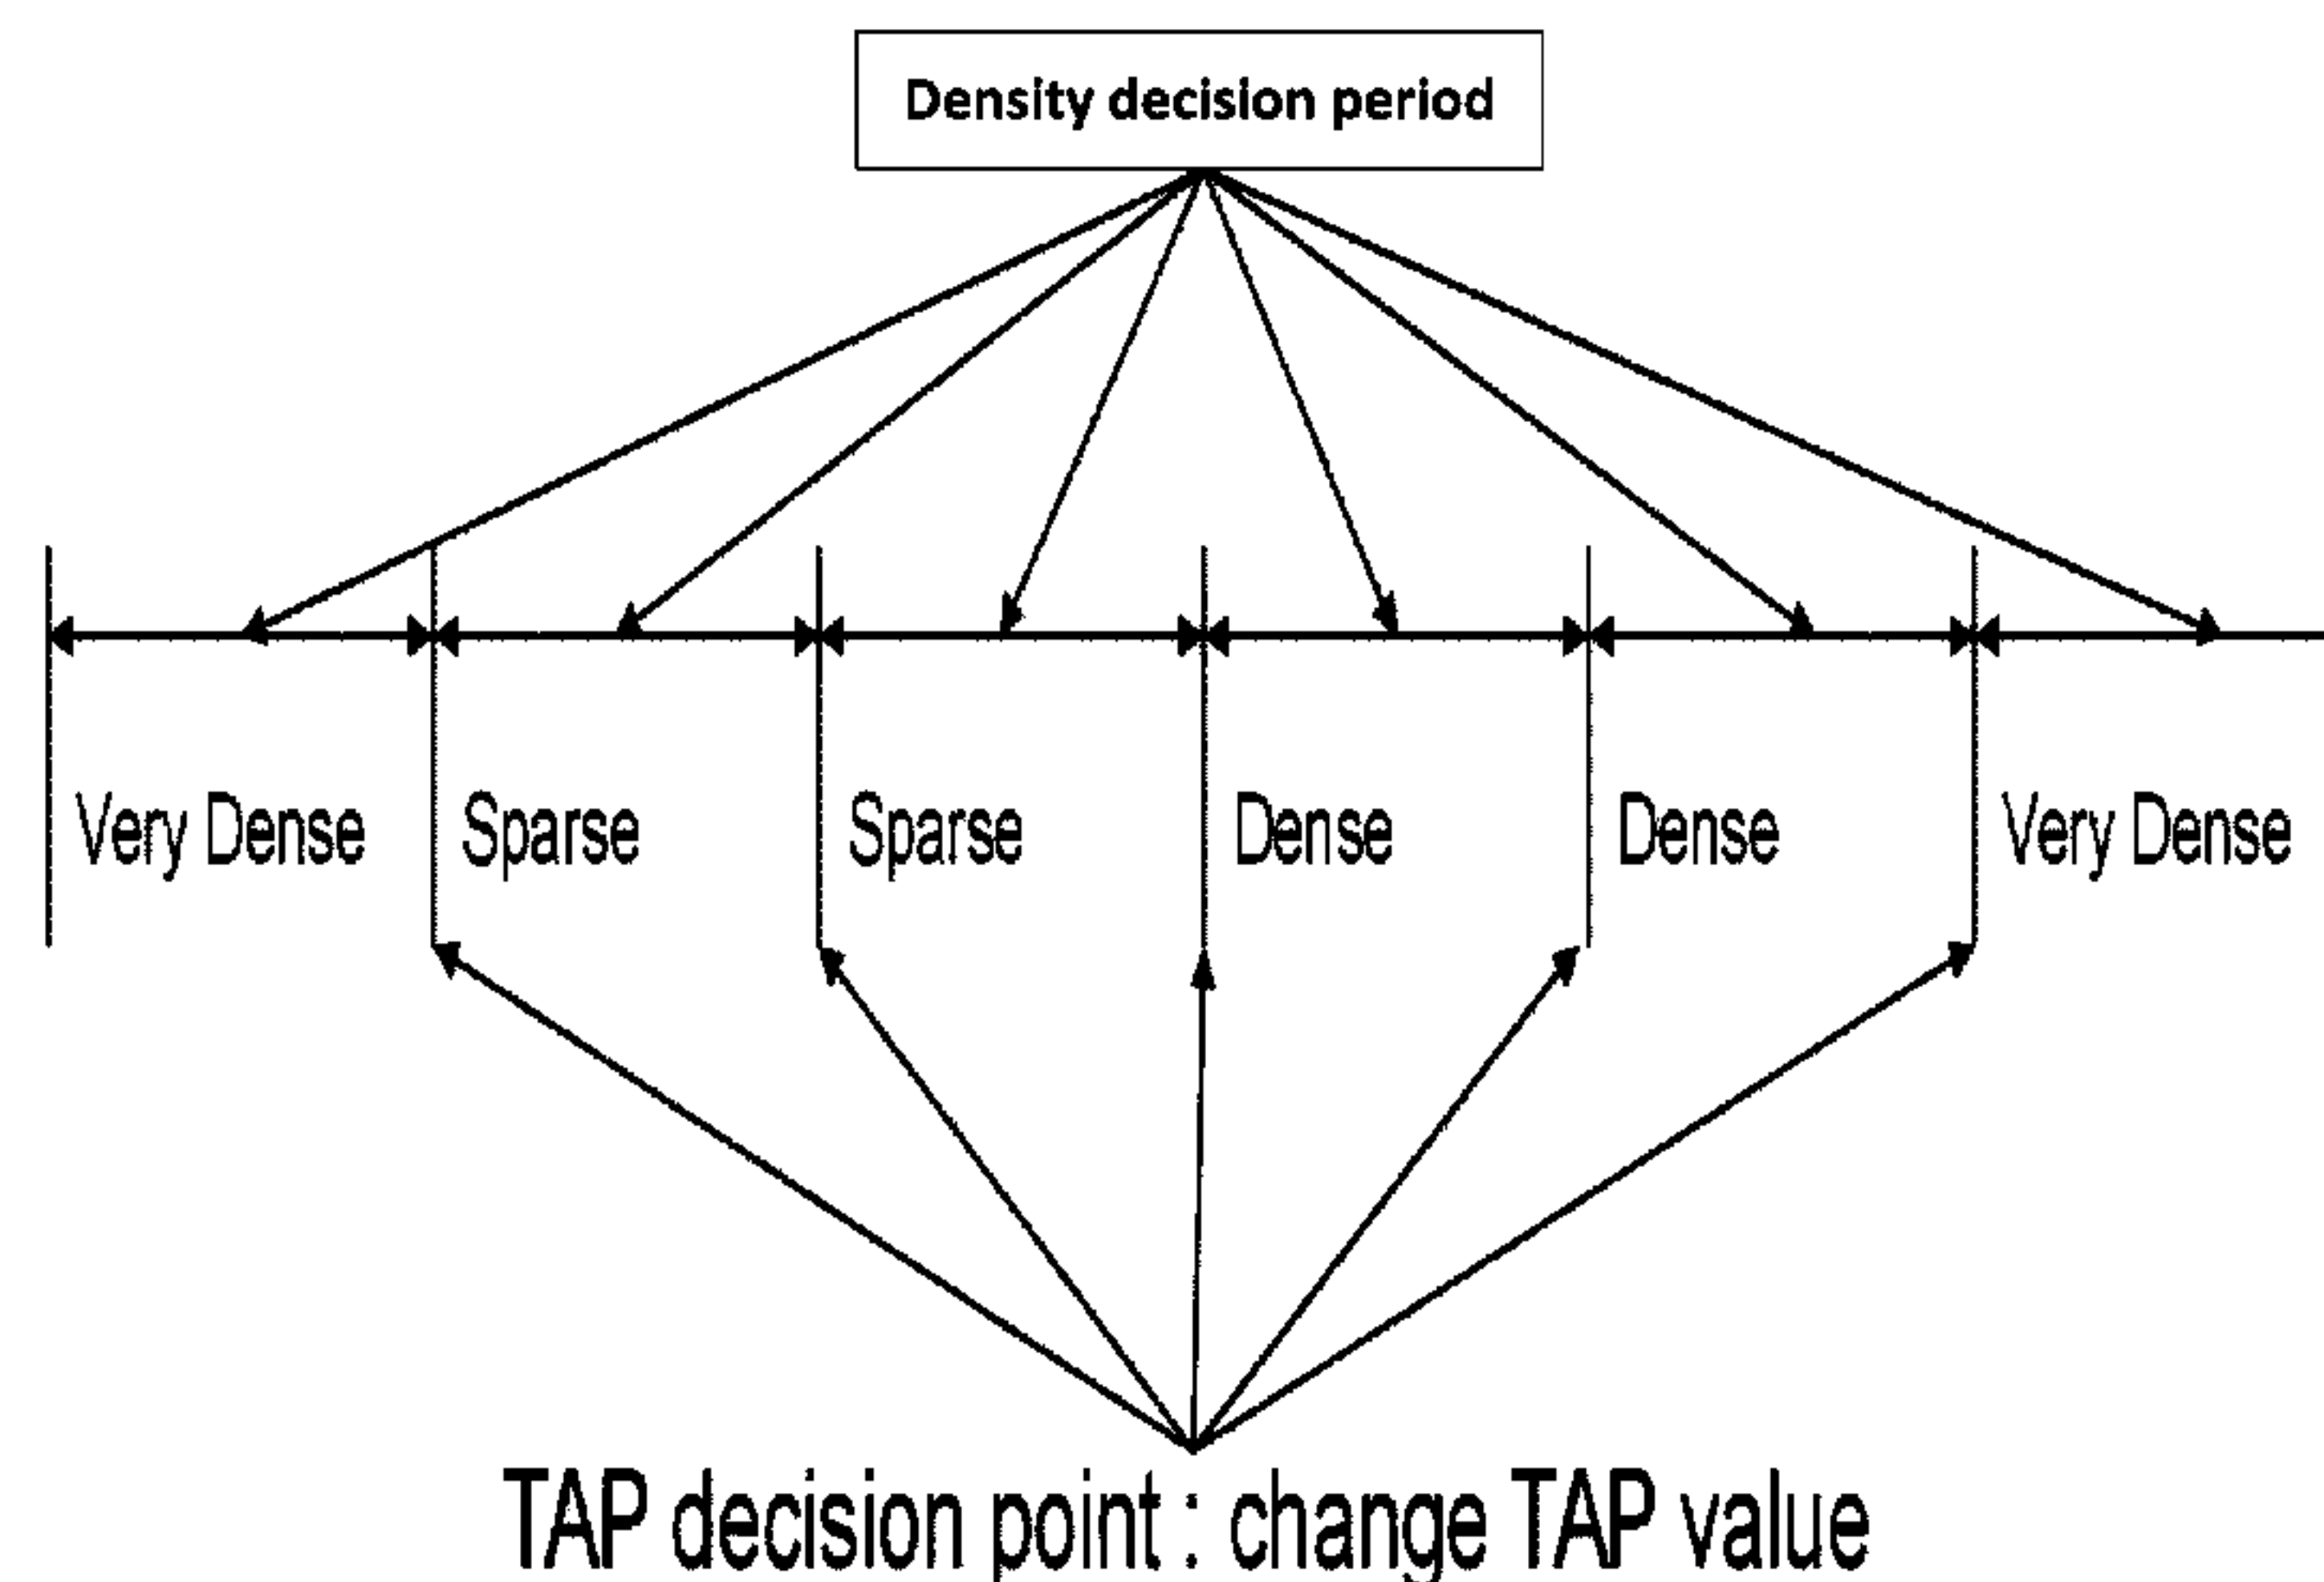 Density decision period
Very Dense Sparse Sparse Dense Dense Very Dense
TAP decision point : change TAP value